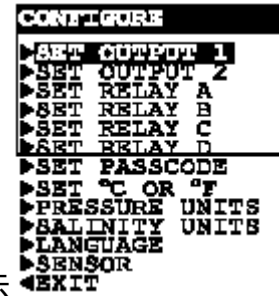 CONFIGURE
▶SET OUTPUT 1
▶SET OUTPUT 2
▶SET RELAY A
▶SET RELAY B
▶SET RELAY C
▶SET RELAY D
▶SET PASSCODE
▶SET °C OR °F
▶PRESSURE UNITS
▶SALINITY UNITS
▶LANGUAGE
▶SENSOR
示 ◀EXIT